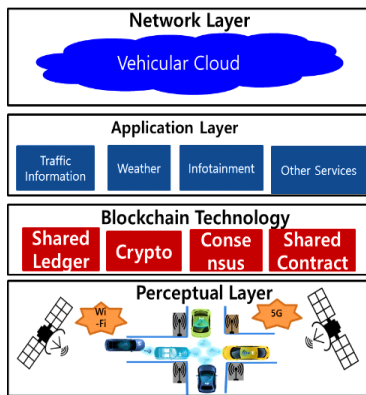 Network Layer
Vehicular Cloud
Application Layer
Traffic
Information
Weather
Infotainment
Other Services
Blockchain Technology
Shared
Ledger
Crypto
Conse
nsus
Shared
Contract
Perceptual Layer
Wi
-Fi
5G